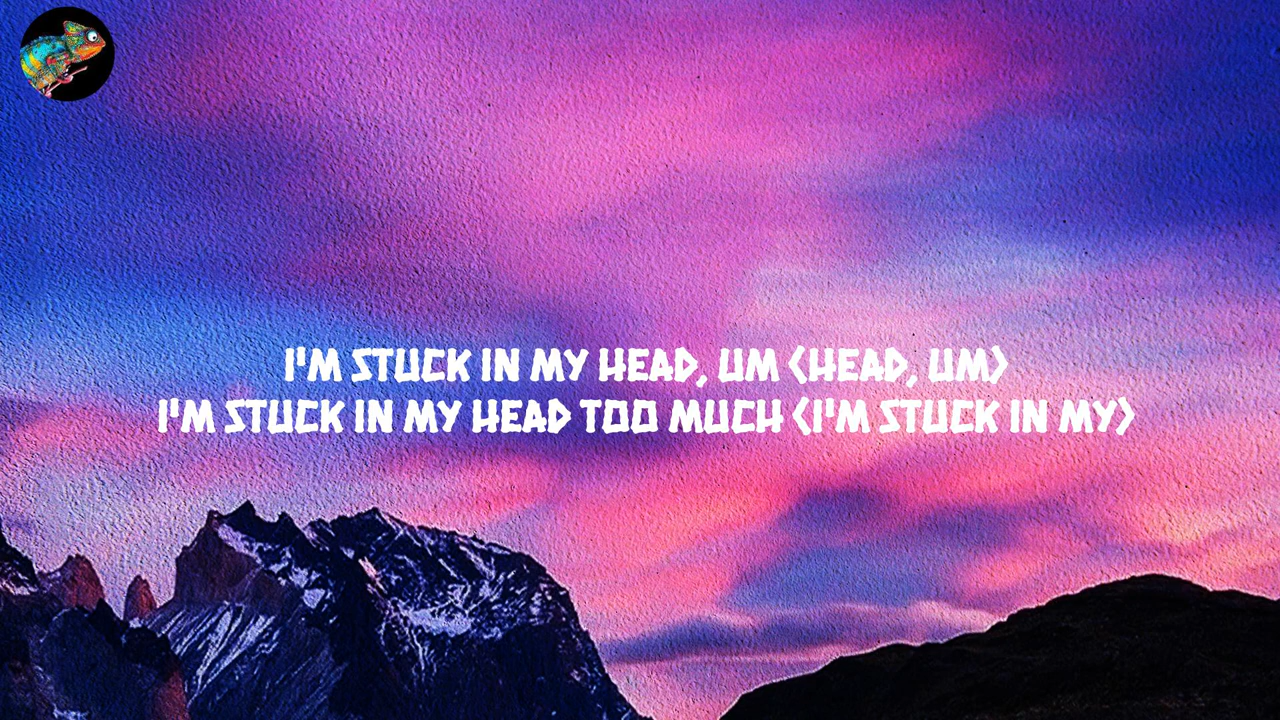 I'M STUCK IN MY HEAD, UM (HEAD, UM)
I'M STUCK IN MY HEAD TOO MUCH (I'M STUCK IN MY)